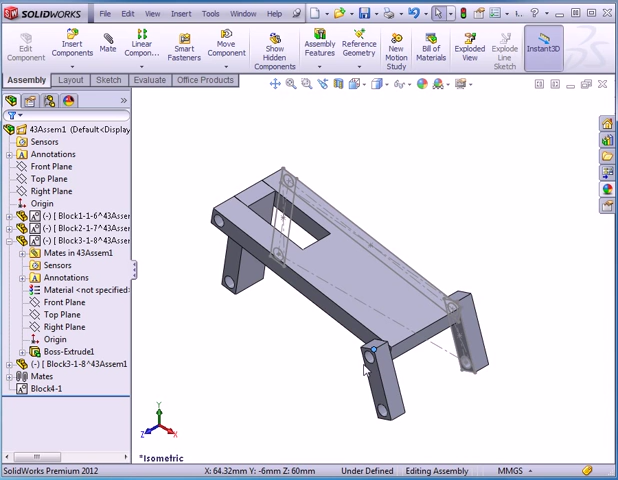 SOLIDWORKS File Edit View Insert Tools Window Help
Edit Component
Insert Components
Mate
Linear Compon...
Smart Fasteners
Move Component
Show Hidden Components
Assembly Features
Reference Geometry
New Motion Study
Bill of Materials
Exploded View
Explode Line Sketch
Instant3D
Assembly Layout Sketch Evaluate Office Products
43Assem1 (Default<Display
Sensors
Annotations
Front Plane
Top Plane
Right Plane
Origin
(-) [ Block1-1-6^43Assem
(-) [ Block2-1-7^43Assem
(-) [ Block3-1-8^43Assem
Mates in 43Assem1
Sensors
Annotations
Material <not specified>
Front Plane
Top Plane
Right Plane
Origin
Boss-Extrude1
(-) [ Block3-1-8^43Assem1
Mates
Block4-1
Y
Z X
*Isometric
SolidWorks Premium 2012 X: 64.32mm Y: -6mm Z: 60mm Under Defined Editing Assembly MMGS